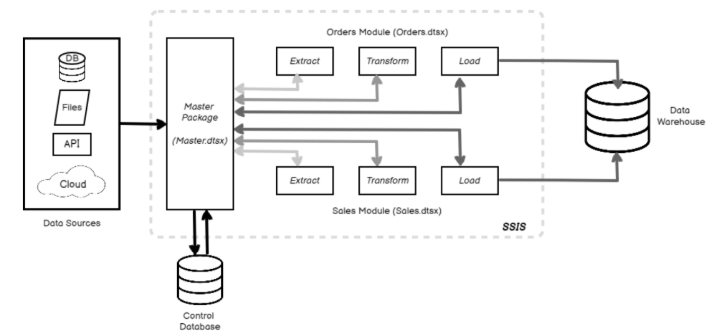 Orders Module (Orders.dtsx)
DB
Files
API
Cloud
Data Sources
Master
Package
(Master.dtsx)
Extract
Transform
Load
Extract
Transform
Load
Sales Module (Sales.dtsx)
SSIS
Data
Warehouse
Control
Database